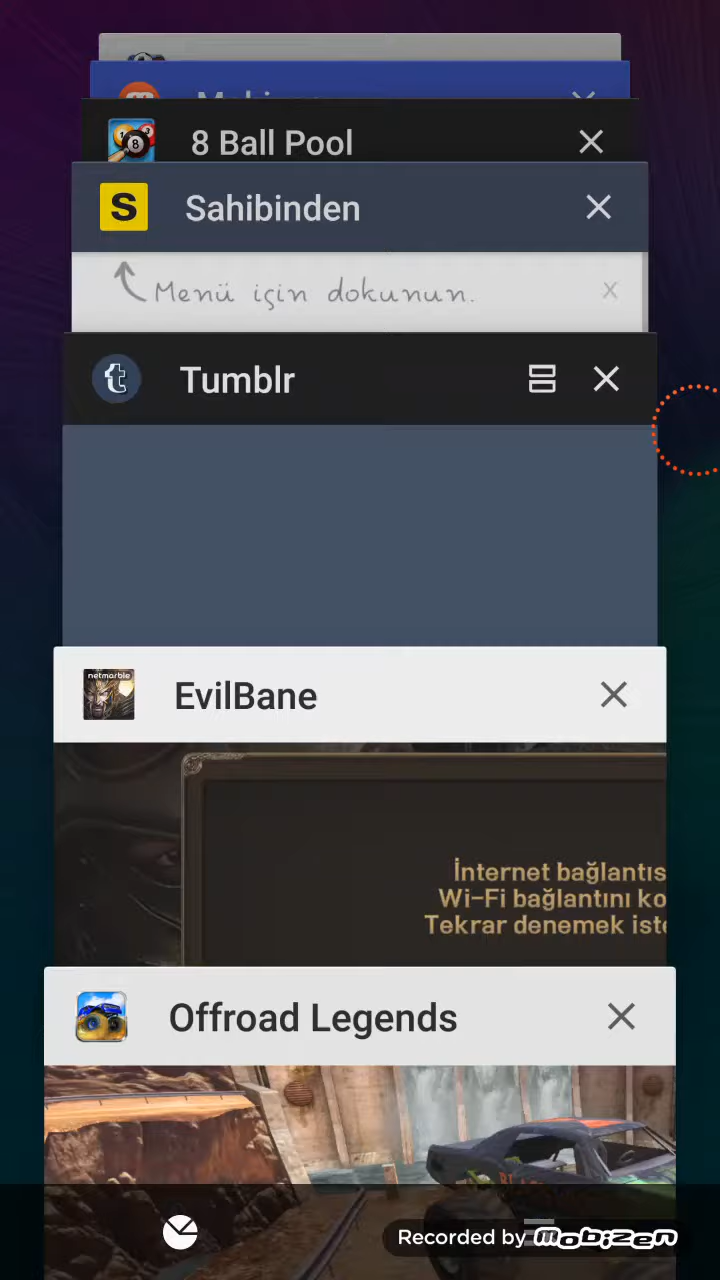 8 Ball Pool
S Sahibinden
Menü için dokunun.
t Tumblr
netmarble
EvilBane
İnternet bağlantıs
Wi-Fi bağlantını ko
Tekrar denemek iste
Offroad Legends
Recorded by mobizen